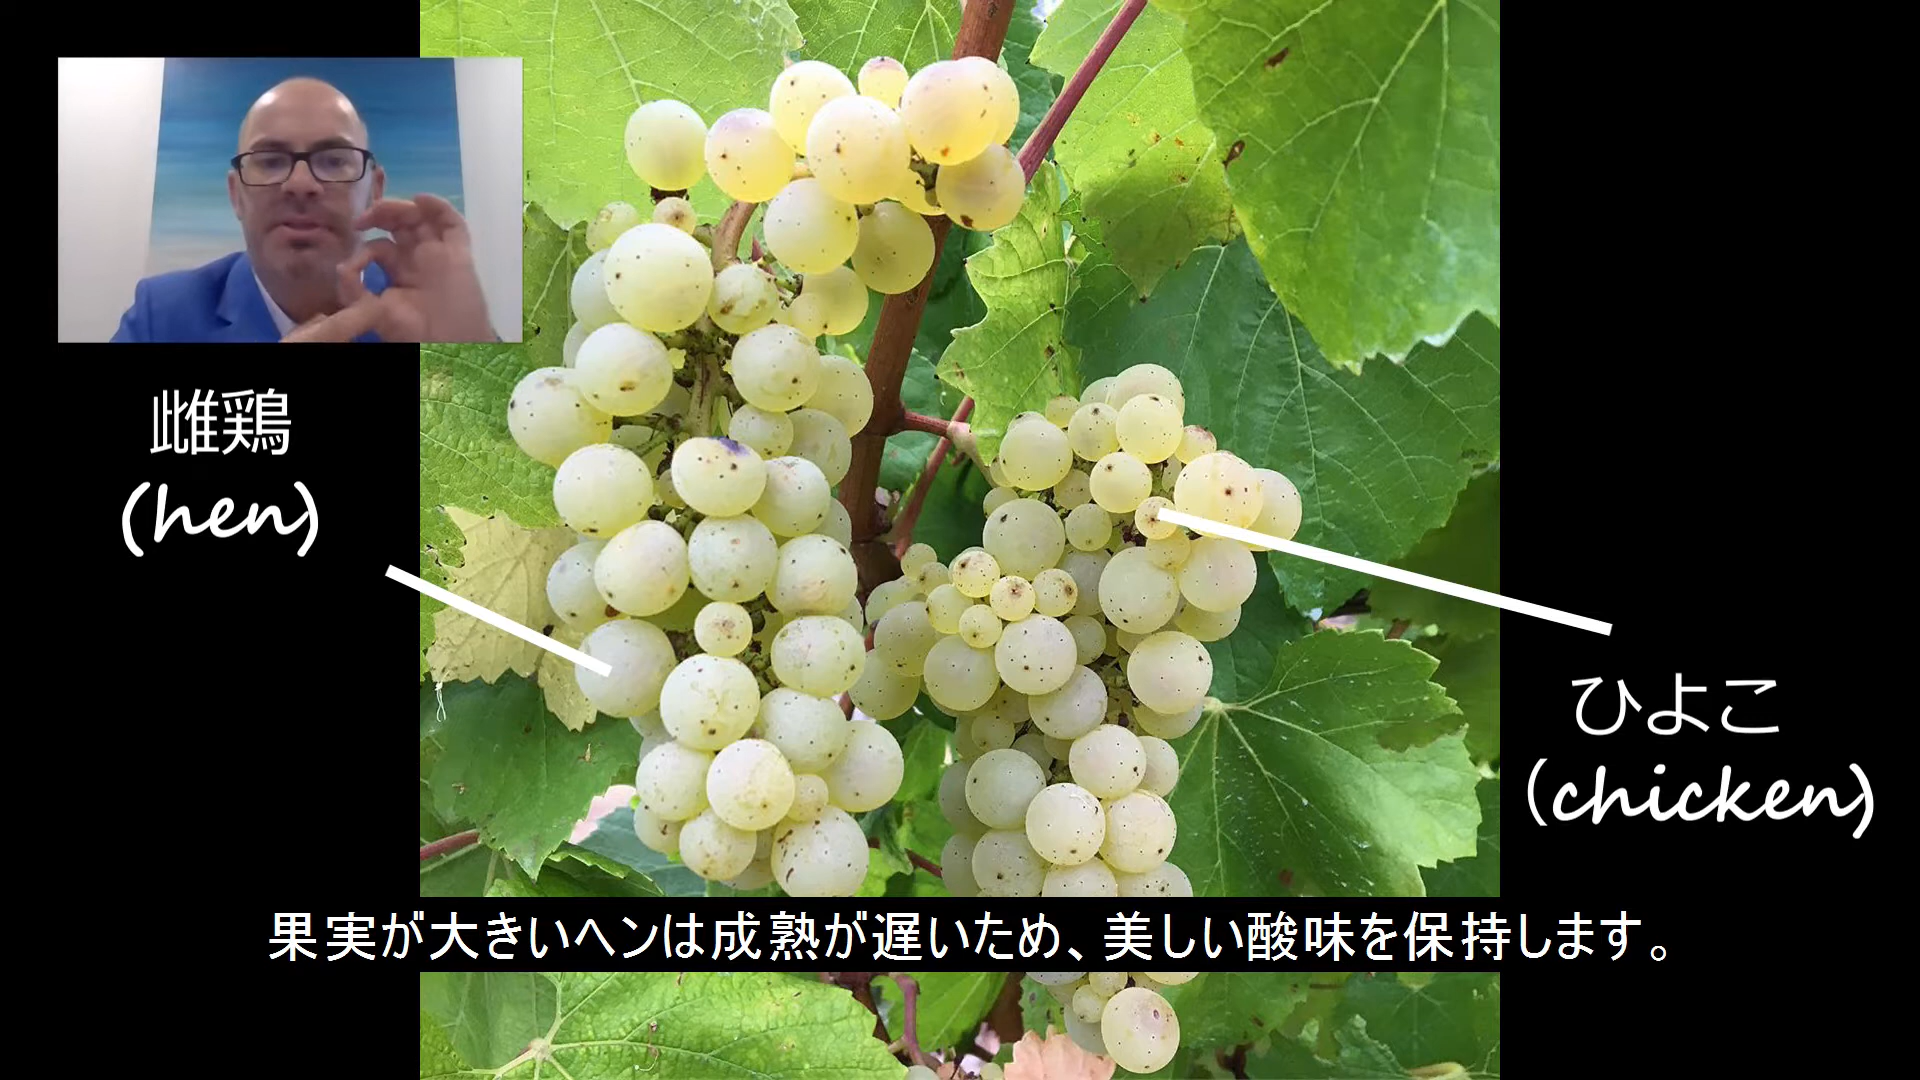 雌鶏
(hen)
ひよこ
(chicken)
果実が大きいヘンは成熟が遅いため、美しい酸味を保持します。